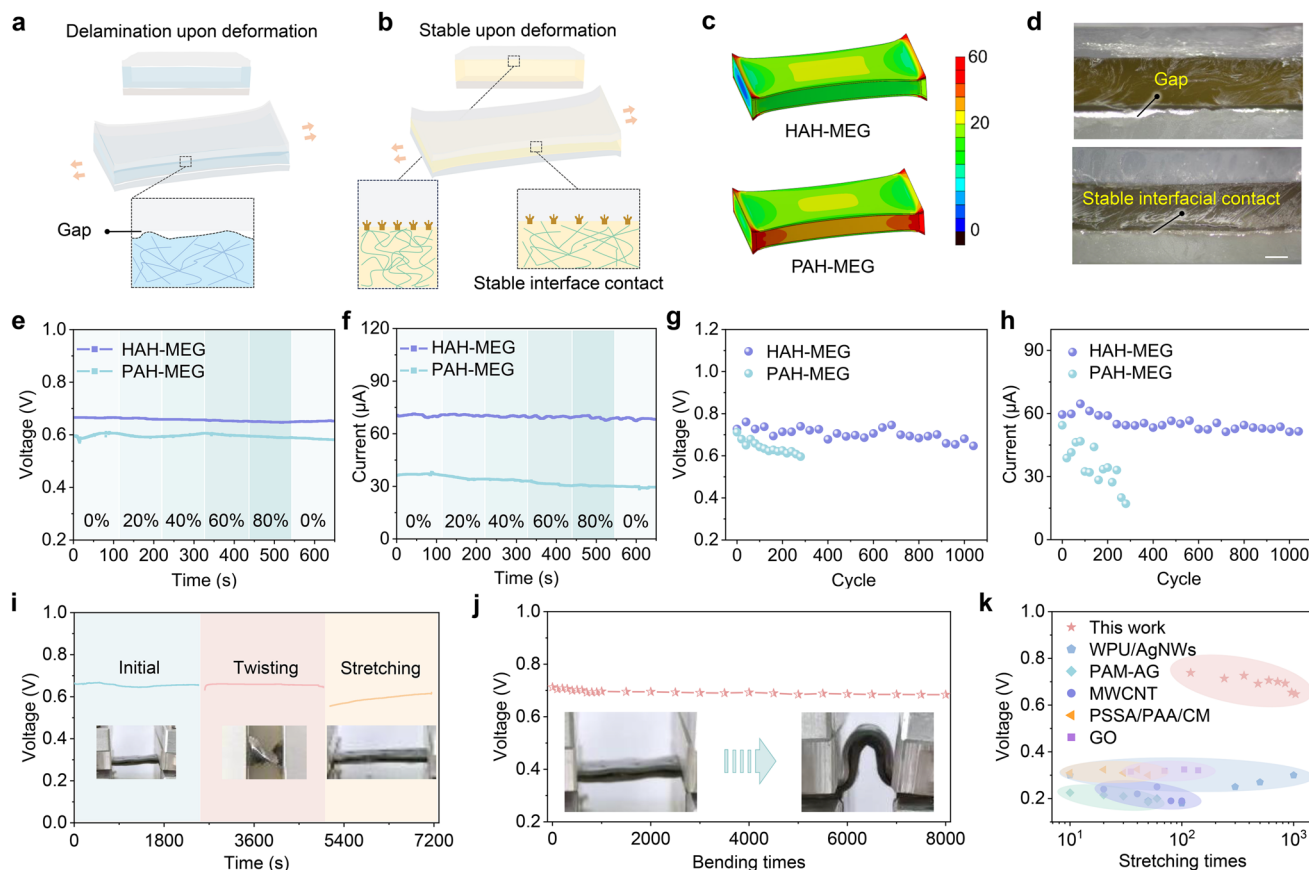 a
Delamination upon deformation
Gap
b
Stable upon deformation
Stable interface contact
c
HAH-MEG
PAH-MEG
60
20
0
d
Gap
Stable interfacial contact
e
HAH-MEG
PAH-MEG
Voltage (V)
1.0
0.8
0.6
0.4
0.2
0% 20% 40% 60% 80% 0%
0 100 200 300 400 500 600
Time (s)
f
HAH-MEG
PAH-MEG
Current (µA)
120
90
60
30
0
0% 20% 40% 60% 80% 0%
0 100 200 300 400 500 600
Time (s)
g
HAH-MEG
PAH-MEG
Voltage (V)
1.2
1.0
0.8
0.6
0.4
0.2
0.0
0 200 400 600 800 1000
Cycle
h
HAH-MEG
PAH-MEG
Current (µA)
90
60
30
0
0 200 400 600 800 1000
Cycle
i
Initial Twisting Stretching
Voltage (V)
1.0
0.8
0.6
0.4
0.2
0.0
0 1800 3600 5400 7200
Time (s)
j
Voltage (V)
1.0
0.8
0.6
0.4
0.2
0 2000 4000 6000 8000
Bending times
k
This work
WPU/AgNWs
PAM-AG
MWCNT
PSSA/PAA/CM
GO
Voltage (V)
1.0
0.8
0.6
0.4
0.2
10¹ 10² 10³
Stretching times